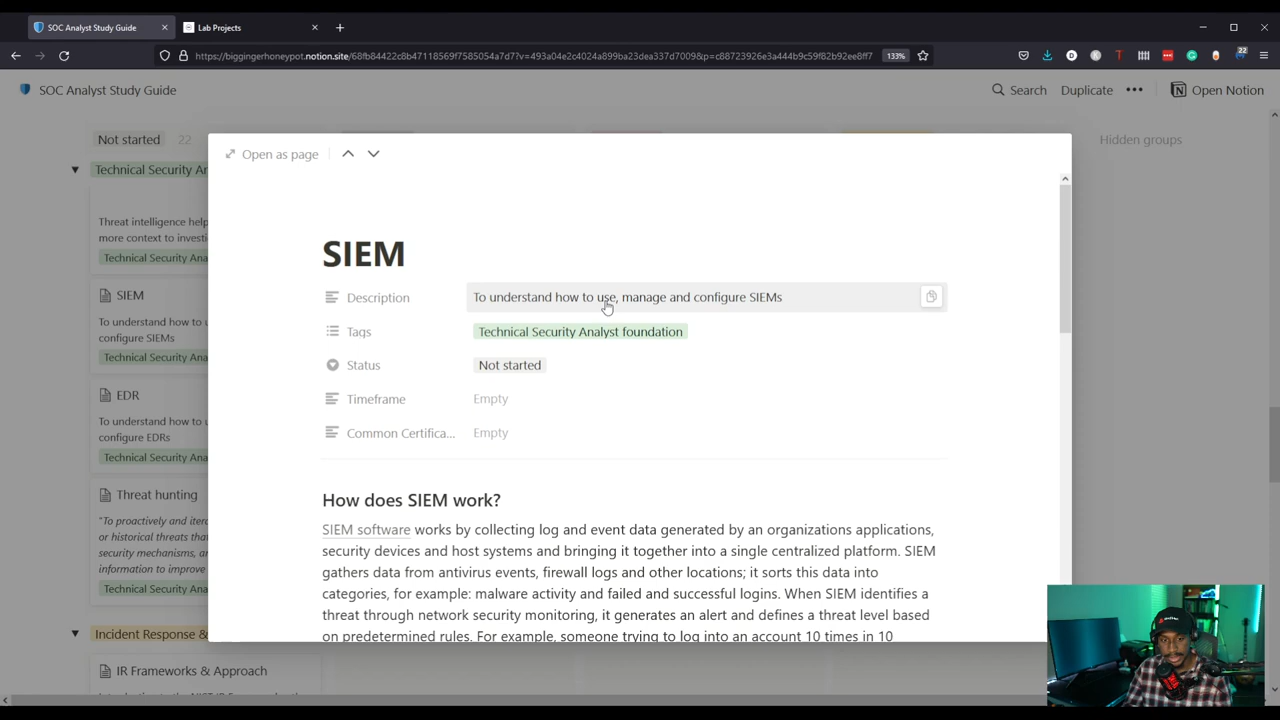 SOC Analyst Study Guide
Lab Projects
https://biggingerhoneypot.notion.site/68fb84422c8b47118569f7585054a7d7?v=493a04e2c4024a899ba23dea337d7009&p=c88723926e3a444b9c59f82b92ee8ff7
133%
22
SOC Analyst Study Guide
Search
Duplicate
Open Notion
Not started 22
Hidden groups
Open as page
Technical Security An
Threat intelligence help
more context to investi
Technical Security Ana
SIEM
To understand how to u
configure SIEMs
Technical Security Ana
EDR
To understand how to u
configure EDRs
Technical Security Ana
Threat hunting
"To proactively and itera
or historical threats tha
security mechanisms, an
information to improve
Technical Security Ana
Incident Response &
IR Frameworks & Approach
SIEM
Description To understand how to use, manage and configure SIEMs
Tags Technical Security Analyst foundation
Status Not started
Timeframe Empty
Common Certifica... Empty
How does SIEM work?
SIEM software works by collecting log and event data generated by an organizations applications,
security devices and host systems and bringing it together into a single centralized platform. SIEM
gathers data from antivirus events, firewall logs and other locations; it sorts this data into
categories, for example: malware activity and failed and successful logins. When SIEM identifies a
threat through network security monitoring, it generates an alert and defines a threat level based
on predetermined rules. For example, someone trying to log into an account 10 times in 10